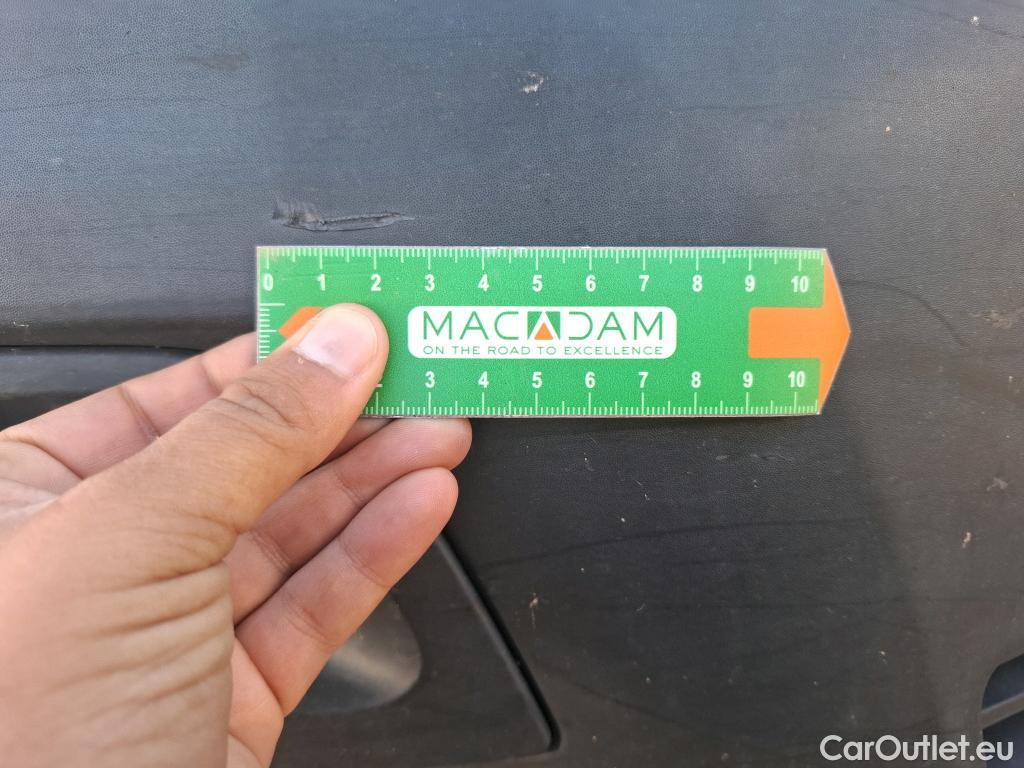 0 1 2 3 4 5 6 7 8 9 10
MACADAM
ON THE ROAD TO EXCELLENCE
3 4 5 6 7 8 9 10
CarOutlet.eu